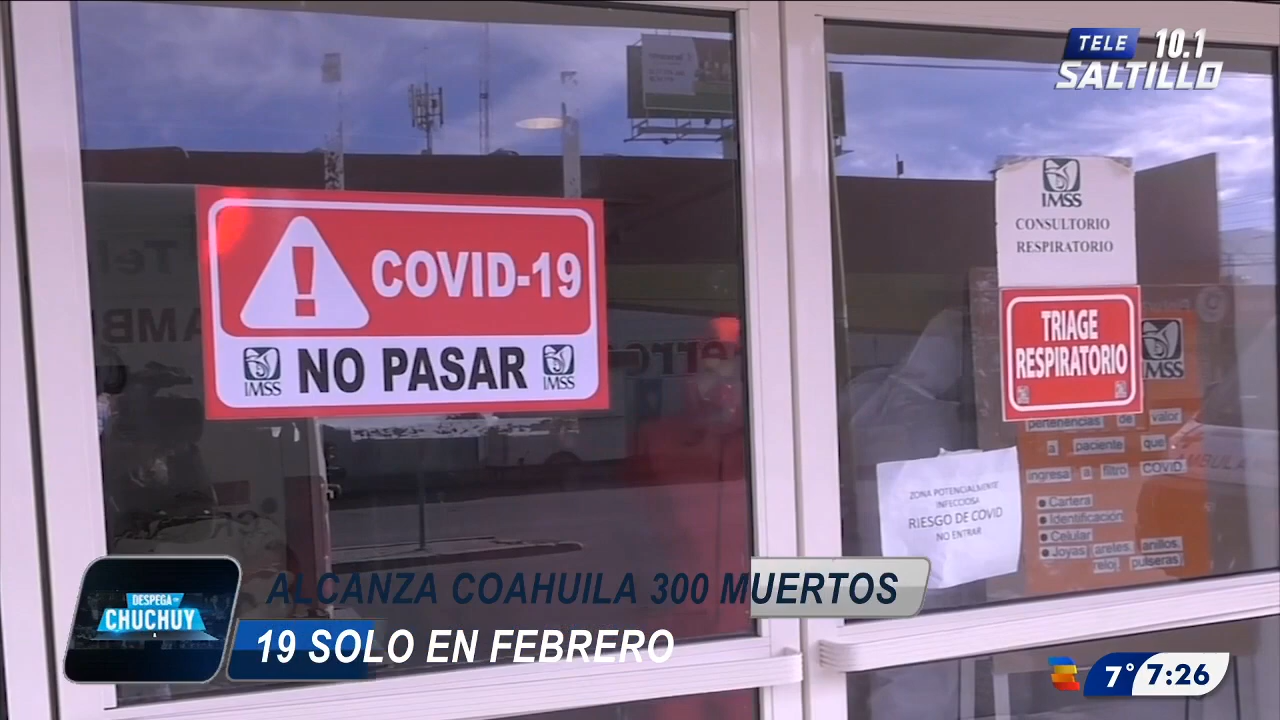 TELE 10.1
SALTILLO
COVID-19
NO PASAR
IMSS
IMSS
IMSS
CONSULTORIO
RESPIRATORIO
TRIAGE
RESPIRATORIO
IMSS
pertenencias de valor
a paciente que
ingresa a filtro COVID.
• Cartera
• Identificación
• Celular
• Joyas, aretes, anillos,
reloj, pulseras,
ZONA POTENCIALMENTE
INFECCIOSA
RIESGO DE COVID
NO ENTRAR
DESPEGA
CHUCHUY
ALCANZA COAHUILA 300 MUERTOS
19 SOLO EN FEBRERO
7° 7:26